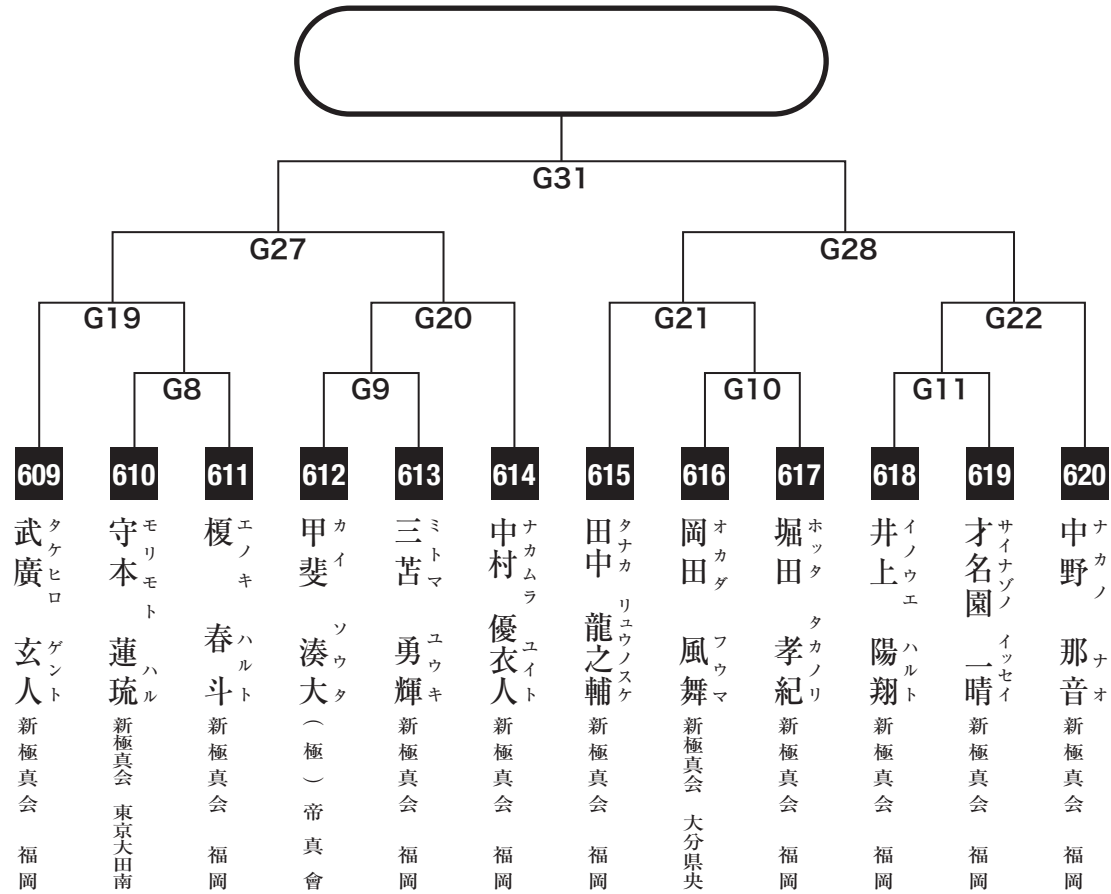 G31
G27
G28
G19
G20
G21
G22
G8
G9
G10
G11
609
610
611
612
613
614
615
616
617
618
619
620
武廣 玄人 タケヒロ ゲント 新極真会 福岡
守本 蓮琉 モリモト ハル 新極真会 東京大田南
榎 春斗 エノキ ハルト 新極真会 福岡
甲斐 湊大 カイ ソウタ (極)帝真會
三苫 勇輝 ミトマ ユウキ 新極真会 福岡
中村 優衣人 ナカムラ ユイト 新極真会 福岡
田中 龍之輔 タナカ リュウノスケ 新極真会 福岡
岡田 風舞 オカダ フウマ 新極真会 大分県央
堀田 孝紀 ホッタ タカノリ 新極真会 福岡
井上 陽翔 イノウエ ハルト 新極真会 福岡
才名園 一晴 サイナゾノ イッセイ 新極真会 福岡
中野 那音 ナカノ ナオ 新極真会 福岡